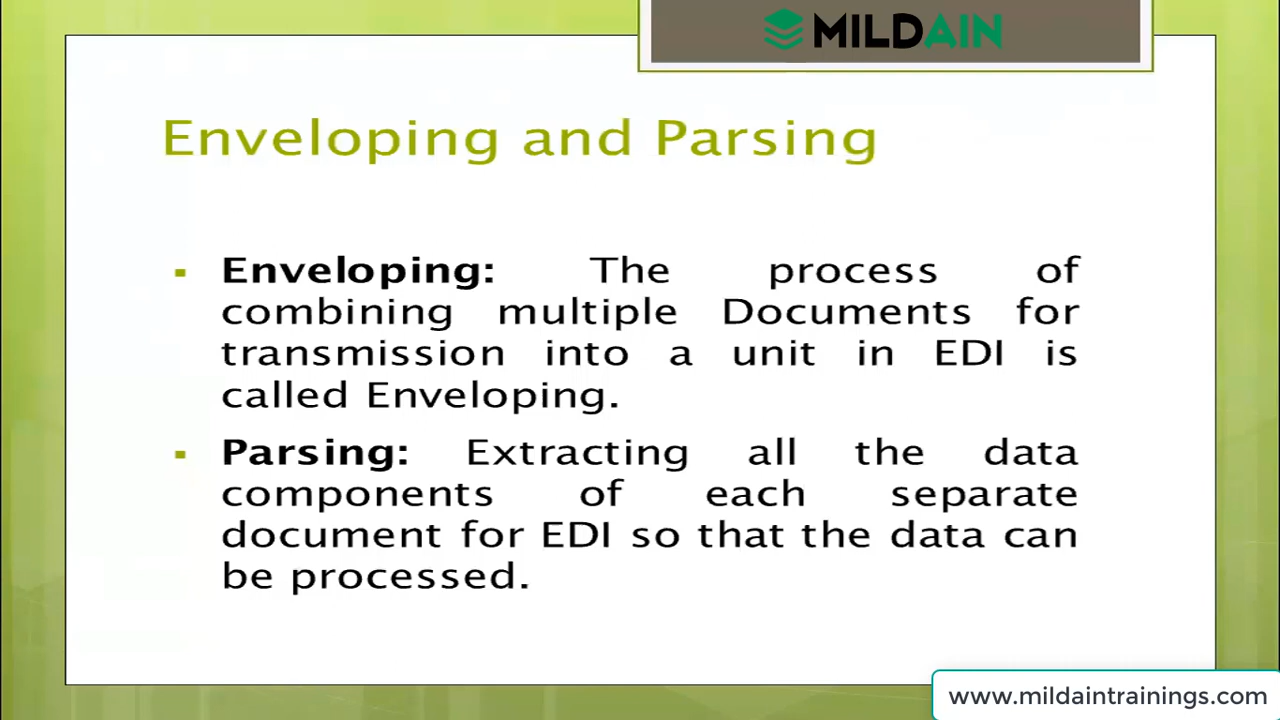 MILDAIN
Enveloping and Parsing
▪ Enveloping: The process of
combining multiple Documents for
transmission into a unit in EDI is
called Enveloping.
▪ Parsing: Extracting all the data
components of each separate
document for EDI so that the data can
be processed.
www.mildaintrainings.com